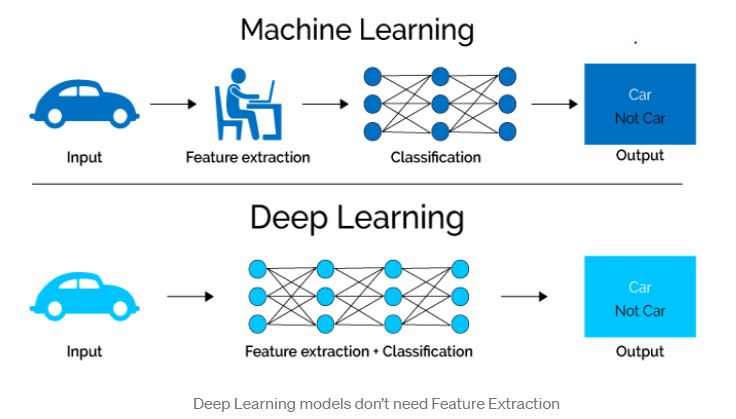 Machine Learning
Car
Not Car
Input
Feature extraction
Classification
Output
Deep Learning
Car
Not Car
Input
Feature extraction + Classification
Output
Deep Learning models don't need Feature Extraction